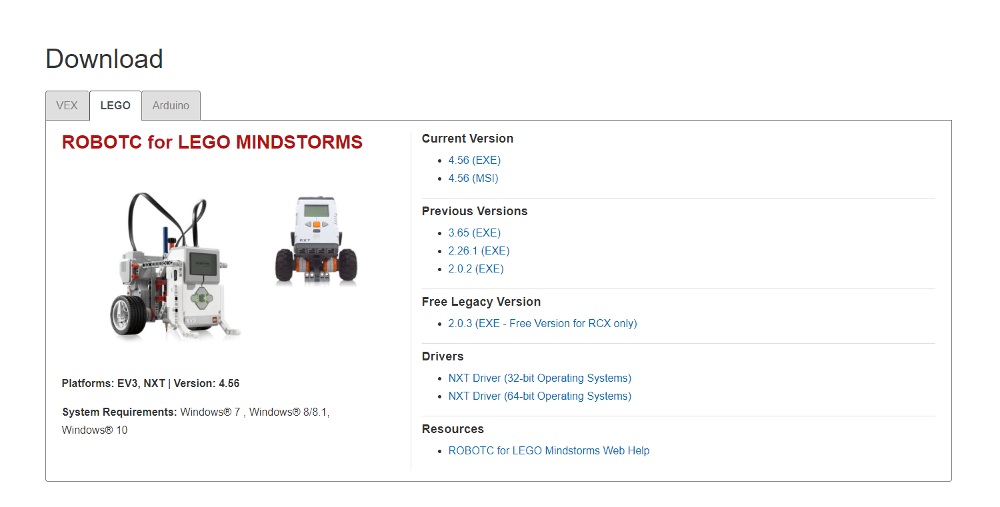 Download
VEX
LEGO
Arduino
ROBOTC for LEGO MINDSTORMS
NXT
EV3
Platforms: EV3, NXT | Version: 4.56
System Requirements: Windows® 7 , Windows® 8/8.1,
Windows® 10
Current Version
4.56 (EXE)
4.56 (MSI)
Previous Versions
3.65 (EXE)
2.26.1 (EXE)
2.0.2 (EXE)
Free Legacy Version
2.0.3 (EXE - Free Version for RCX only)
Drivers
NXT Driver (32-bit Operating Systems)
NXT Driver (64-bit Operating Systems)
Resources
ROBOTC for LEGO Mindstorms Web Help